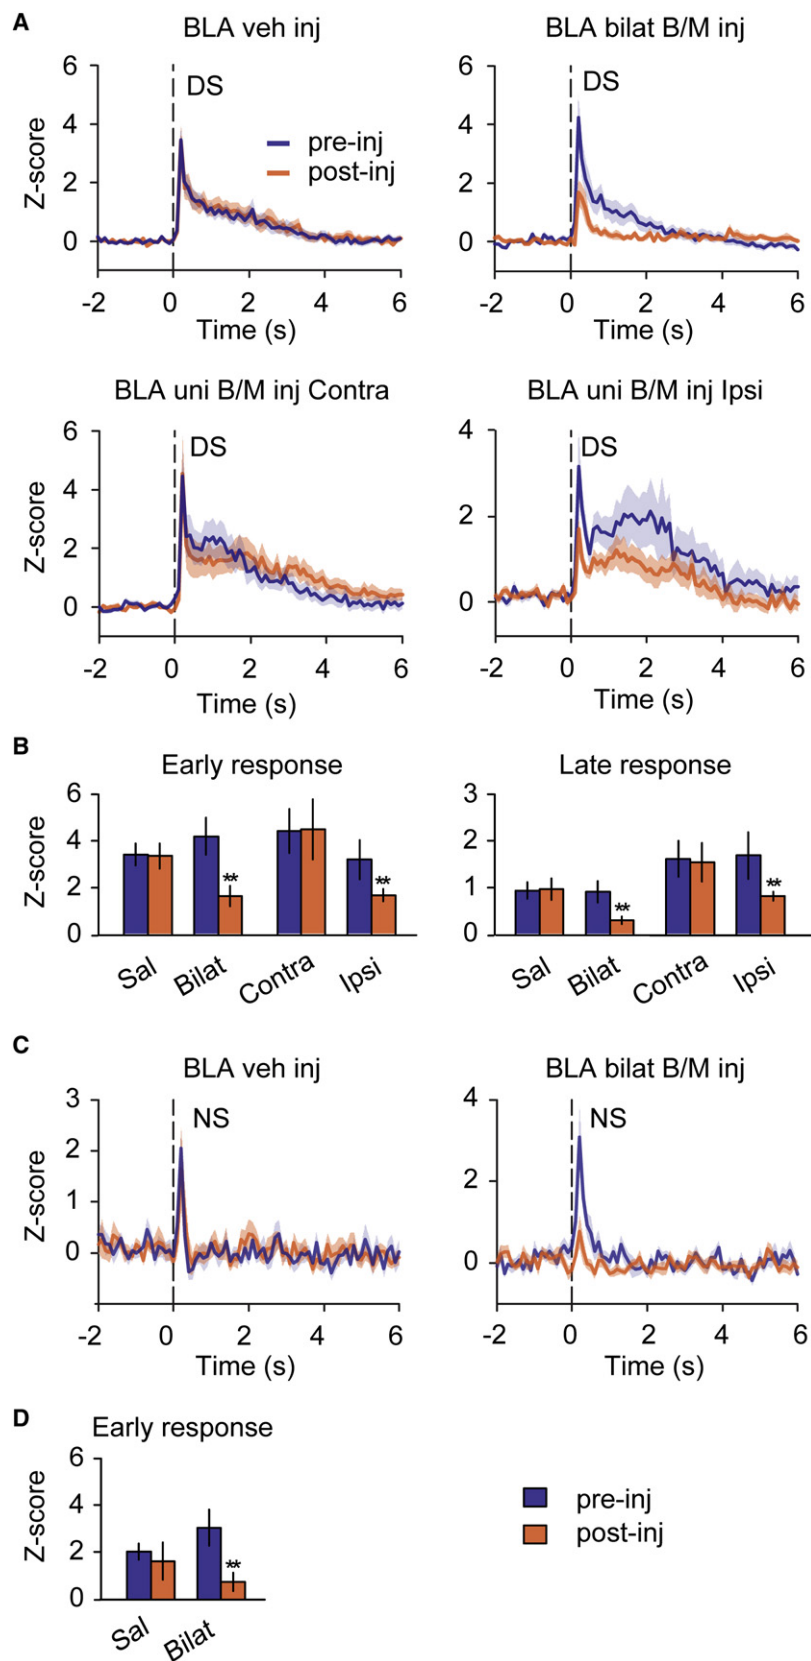 A
BLA veh inj
BLA bilat B/M inj
6
4
2
0
Z-score
DS
pre-inj
post-inj
-2 0 2 4 6
Time (s)
6
4
2
0
DS
-2 0 2 4 6
Time (s)
BLA uni B/M inj Contra
BLA uni B/M inj Ipsi
6
4
2
0
Z-score
DS
-2 0 2 4 6
Time (s)
4
2
0
DS
-2 0 2 4 6
Time (s)
B
Early response
Late response
6
4
2
0
Z-score
**
**
Sal Bilat Contra Ipsi
3
2
1
0
**
**
Sal Bilat Contra Ipsi
C
BLA veh inj
BLA bilat B/M inj
3
2
1
0
Z-score
NS
-2 0 2 4 6
Time (s)
4
2
0
NS
-2 0 2 4 6
Time (s)
D
Early response
6
4
2
0
Z-score
**
Sal Bilat
pre-inj
post-inj